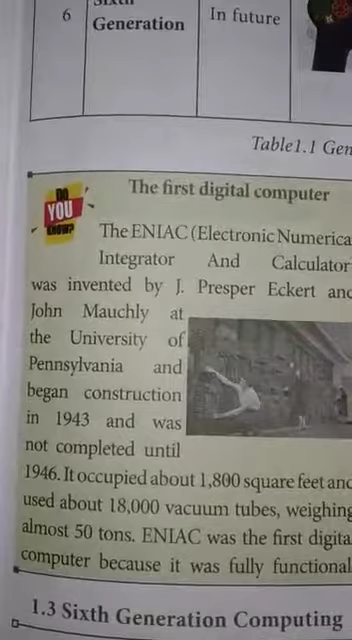 6
Sixth
Generation
In future
Table1.1 Gen
DO
YOU
KNOW?
The first digital computer
The ENIAC (Electronic Numerica
Integrator And Calculator
was invented by J. Presper Eckert and
John Mauchly at
the University of
Pennsylvania and
began construction
in 1943 and was
not completed until
1946. It occupied about 1,800 square feet and
used about 18,000 vacuum tubes, weighing
almost 50 tons. ENIAC was the first digita
computer because it was fully functional
1.3 Sixth Generation Computing